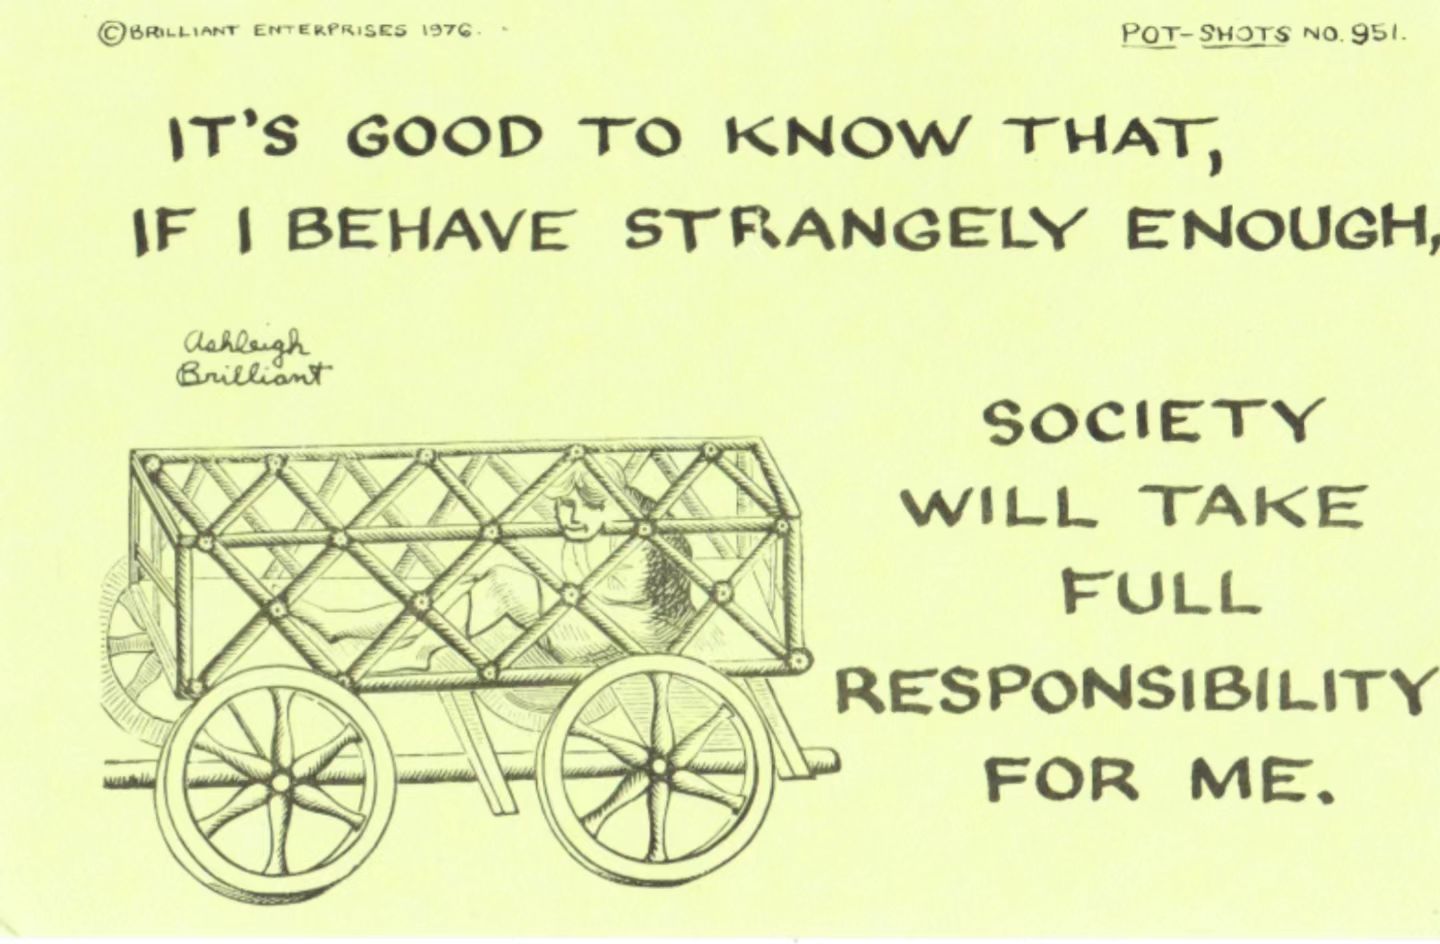 ©BRILLIANT ENTERPRISES 1976.
POT-SHOTS NO. 951.
IT'S GOOD TO KNOW THAT,
IF I BEHAVE STRANGELY ENOUGH,
Ashleigh
Brilliant
SOCIETY
WILL TAKE
FULL
RESPONSIBILITY
FOR ME.